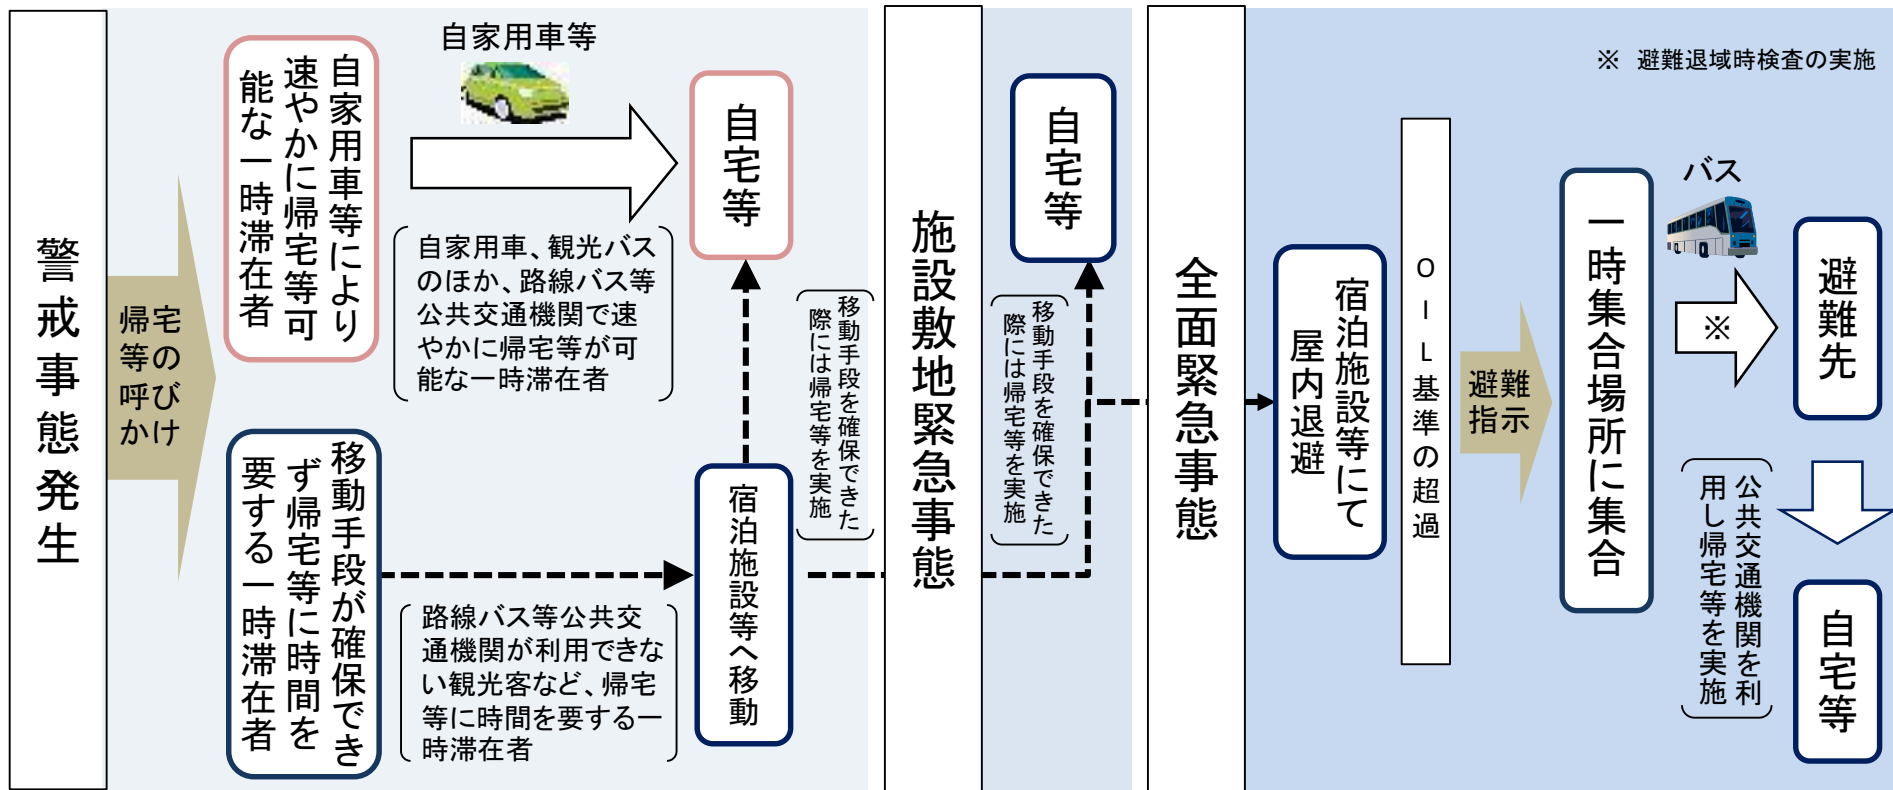 警戒事態発生
帰宅
等の
呼び
かけ
自家用車等により
速やかに帰宅等可
能な一時滞在者
自家用車等
自家用車、観光バス
のほか、路線バス等
公共交通機関で速
やかに帰宅等が可
能な一時滞在者
自宅等
移動手段が確保でき
ず帰宅等に時間を
要する一時滞在者
路線バス等公共交
通機関が利用できな
い観光客など、帰宅
等に時間を要する一
時滞在者
宿泊施設等へ移動
移動手段を確保できた
際には帰宅等を実施
施設敷地緊急事態
自宅等
移動手段を確保できた
際には帰宅等を実施
全面緊急事態
宿泊施設等にて
屋内退避
OIL基準の超過
避難
指示
一時集合場所に集合
※ 避難退域時検査の実施
バス
※
避難先
公共交通機関を利
用し帰宅等を実施
自宅等